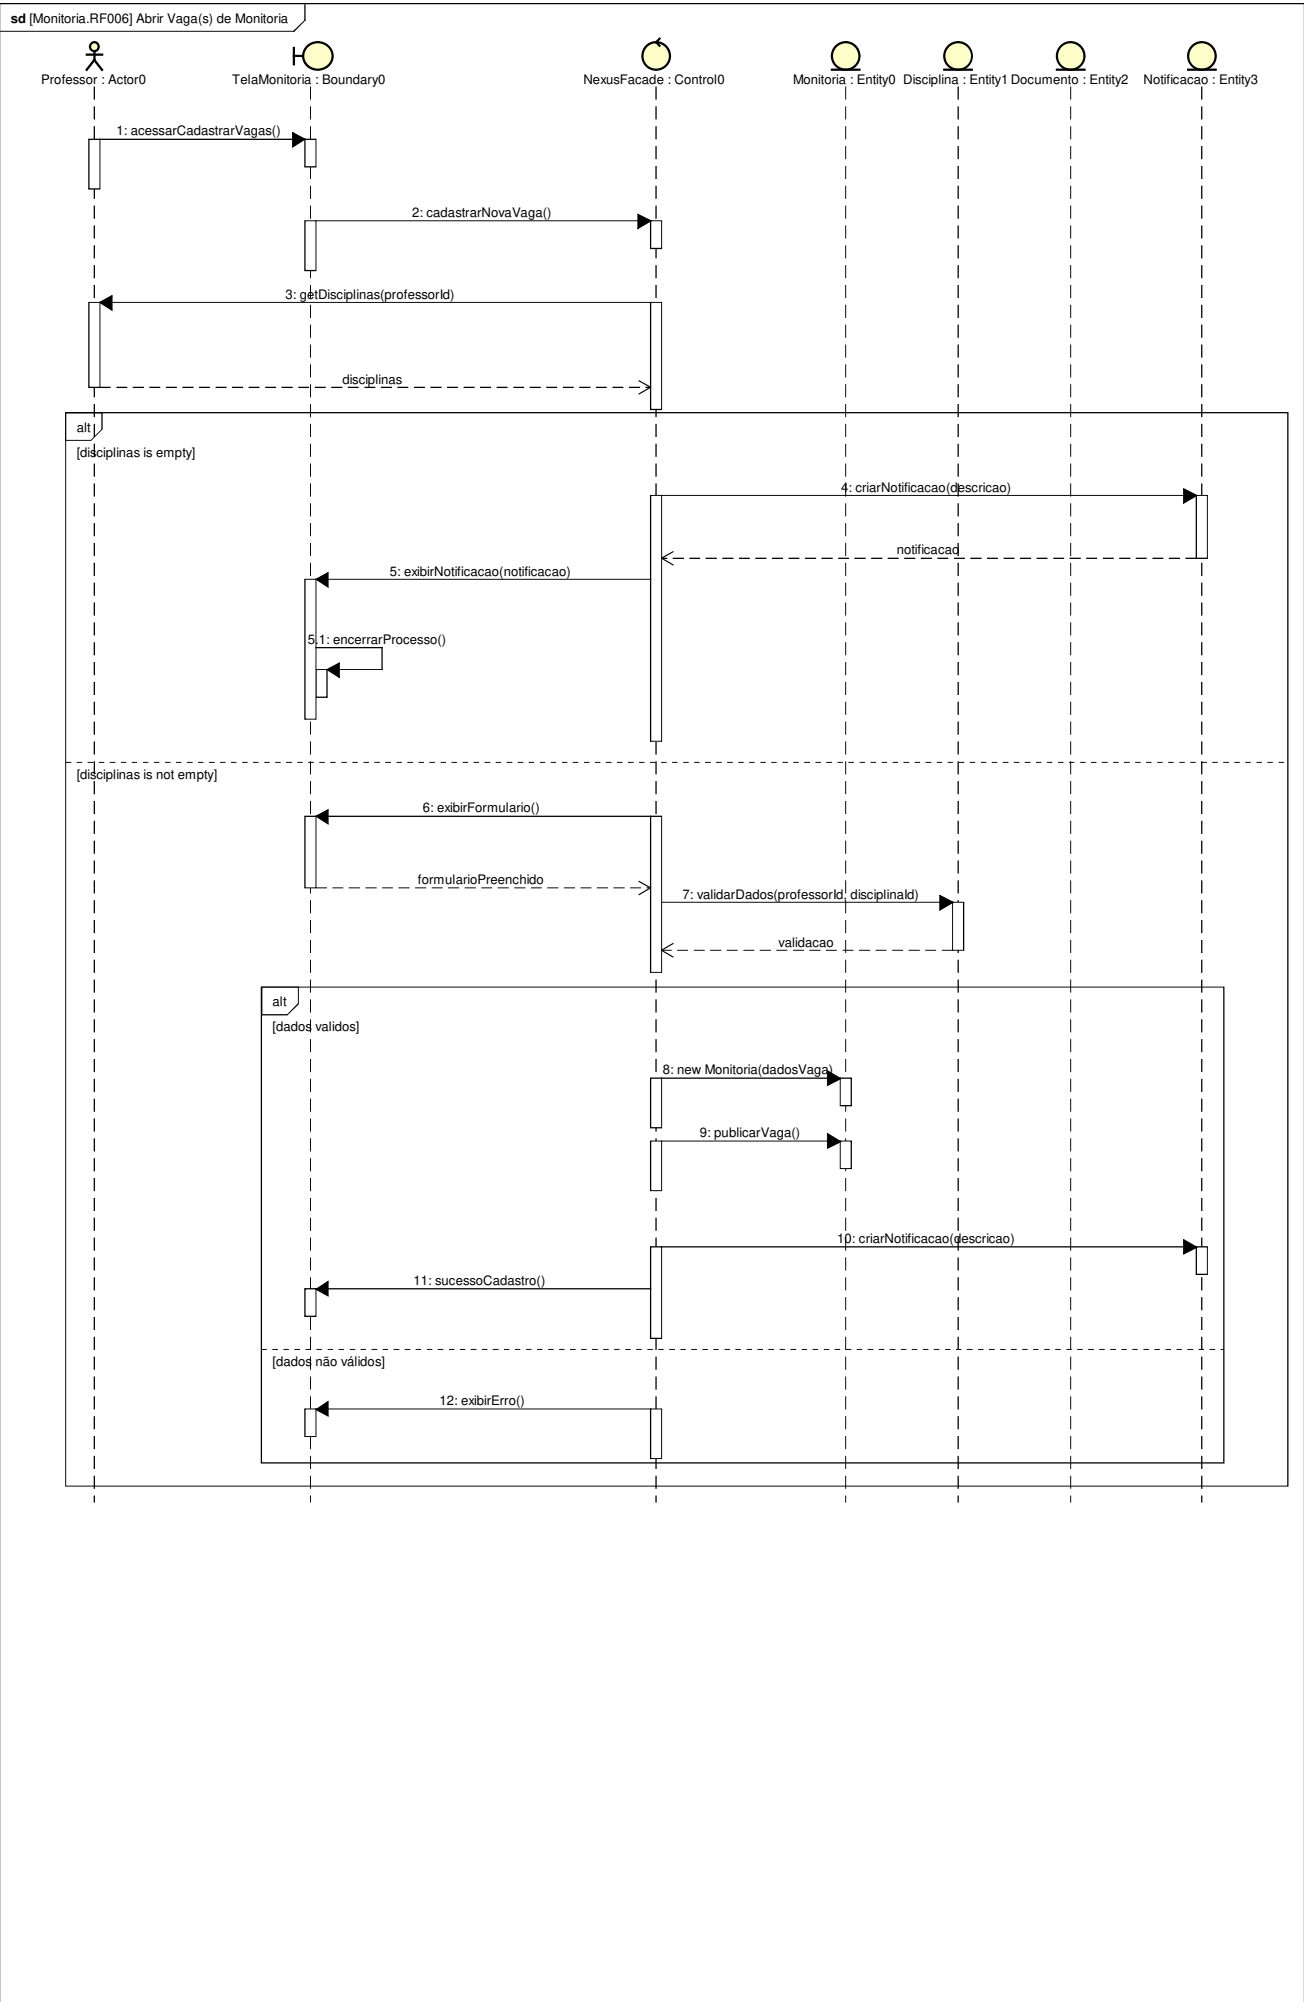 sd [Monitoria.RF006] Abrir Vaga(s) de Monitoria
Professor : Actor0
TelaMonitoria : Boundary0
NexusFacade : Control0
Monitoria : Entity0
Disciplina : Entity1
Documento : Entity2
Notificacao : Entity3
1: acessarCadastrarVagas()
2: cadastrarNovaVaga()
3: getDisciplinas(professorId)
disciplinas
alt
[disciplinas is empty]
4: criarNotificacao(descricao)
notificacao
5: exibirNotificacao(notificacao)
5.1: encerrarProcesso()
[disciplinas is not empty]
6: exibirFormulario()
formularioPreenchido
7: validarDados(professorId, disciplinaId)
validacao
alt
[dados validos]
8: new Monitoria(dadosVaga)
9: publicarVaga()
10: criarNotificacao(descricao)
11: sucessoCadastro()
[dados não válidos]
12: exibirErro()